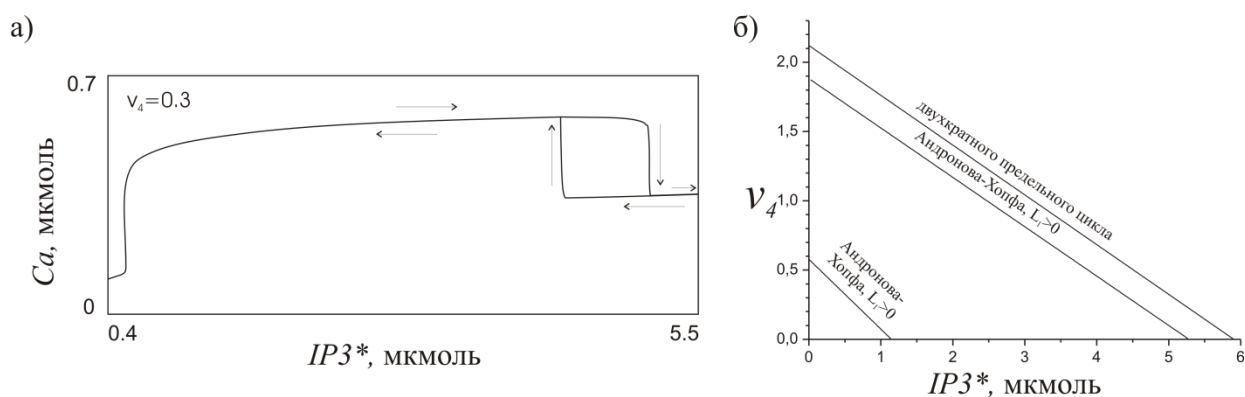 а)
0.7
v₄=0.3
Ca, мкмоль
0
0.4
5.5
IP3*, мкмоль
б)
2,0
1,5
1,0
0,5
0,0
v₄
двухкратного предельного цикла
Андронова-Хопфа, L₁>0
Андронова-
Хопфа, L₁>0
0 1 2 3 4 5 6
IP3*, мкмоль